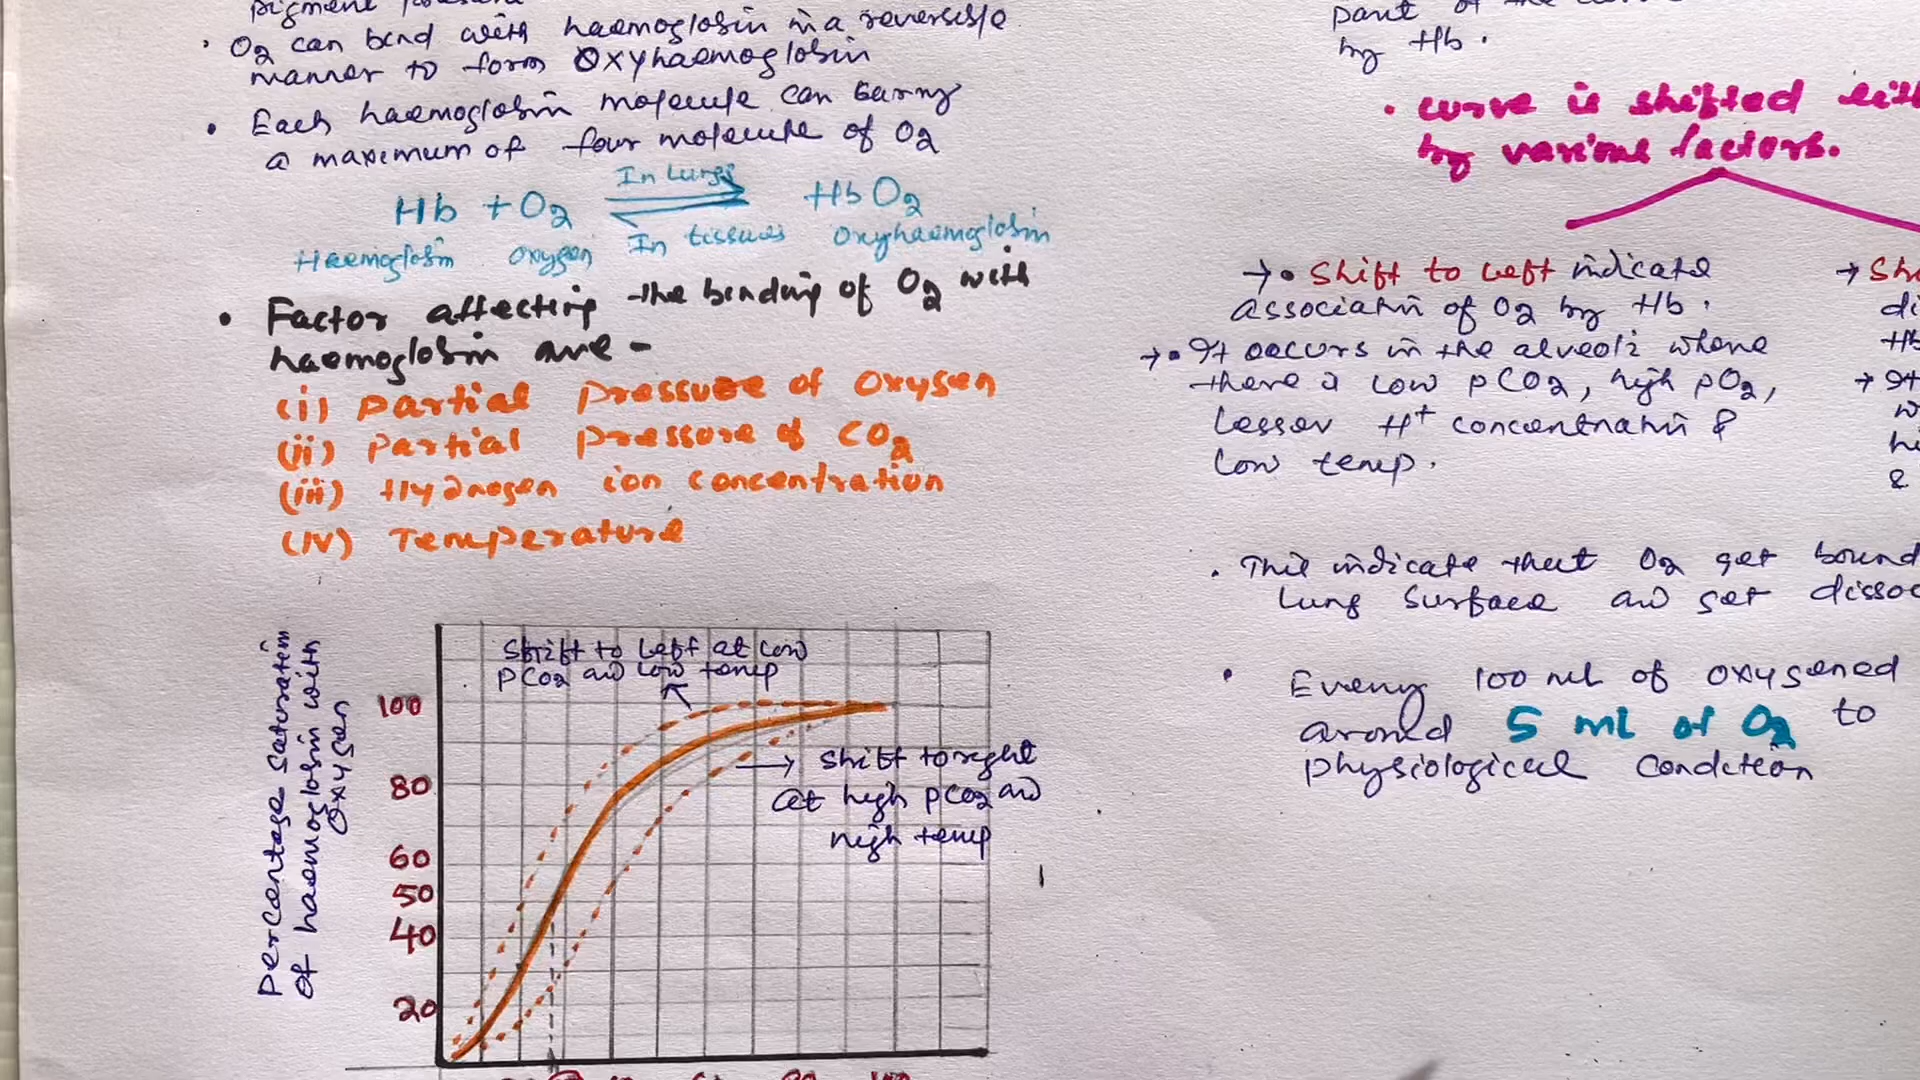 pigment
• O2 can bind with haemoglobin in a reversible
manner to form Oxyhaemoglobin
• Each haemoglobin molecule can carry
a maximum of four molecule of O2
In Lungs
Hb + O2 ⇌ HbO2
Haemoglobin oxygen In tissues Oxyhaemoglobin
• Factor affecting the binding of O2 with
haemoglobin are -
(i) Partial Pressure of Oxygen
(ii) Partial Pressure of CO2
(iii) Hydrogen ion concentration
(iv) Temperature
Percentage saturation
of haemoglobin with
Oxygen
Shift to Left at Low
pCO2 and Low temp
→ Shift to right
at high pCO2 and
high temp
100
80
60
50
40
20
part of the
by Hb.
• curve is shifted
by various factors.
→ • Shift to Left indicate
association of O2 by Hb.
→ • It occurs in the alveoli where
there is low pCO2, high pO2,
Lesser H+ concentration &
Low temp.
→
Hb
→
&
. This indicate that O2 get bound
Lung Surface and get
• Every 100 ml of oxygened
around 5 ml of O2 to
physiological condition